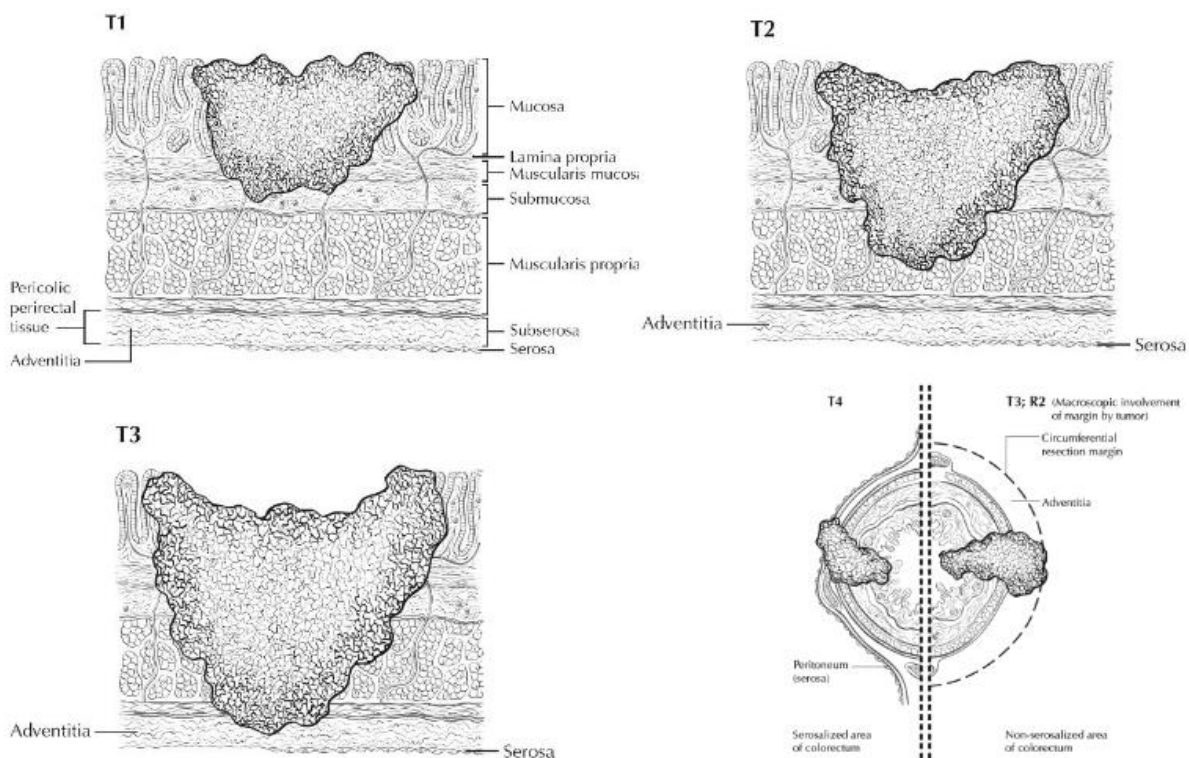 T1
Mucosa
Lamina propria
Muscularis mucosa
Submucosa
Muscularis propria
Pericolic
perirectal
tissue
Subserosa
Serosa
Adventitia
T2
Adventitia
Serosa
T3
Adventitia
Serosa
T4
T3; R2 (Macroscopic involvement
of margin by tumor)
Circumferential
resection margin
Adventitia
Peritoneum
(serosa)
Serosalized area
of colorectum
Non-serosalized area
of colorectum